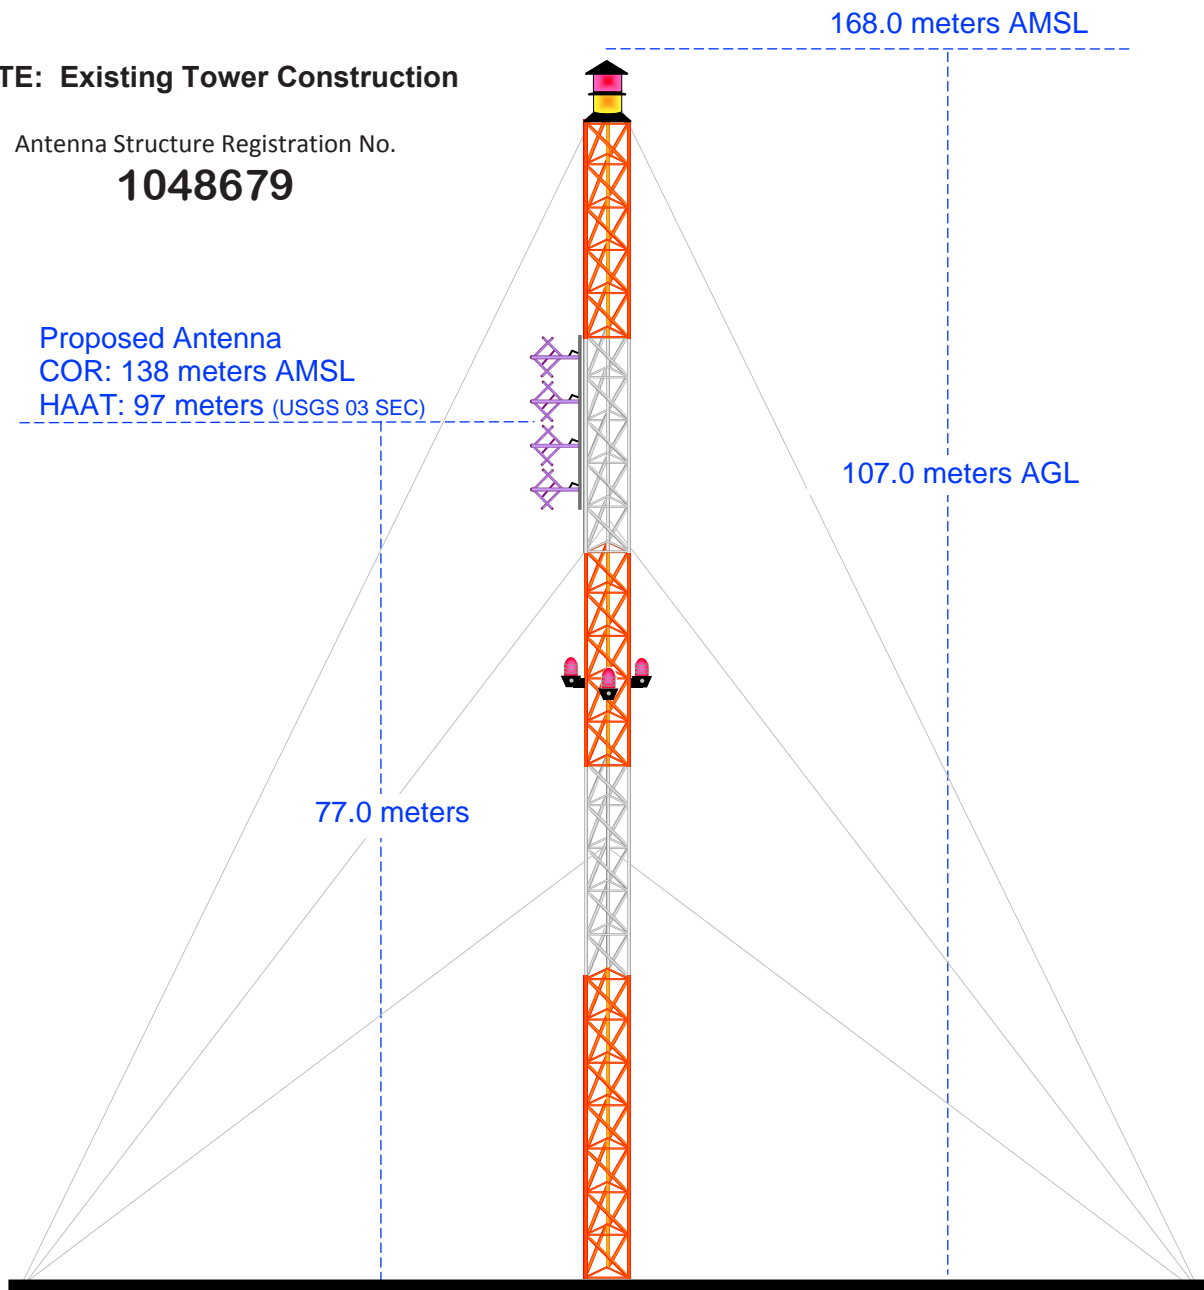 168.0 meters AMSL
TE: Existing Tower Construction
Antenna Structure Registration No.
1048679
Proposed Antenna
COR: 138 meters AMSL
HAAT: 97 meters (USGS 03 SEC)
107.0 meters AGL
77.0 meters